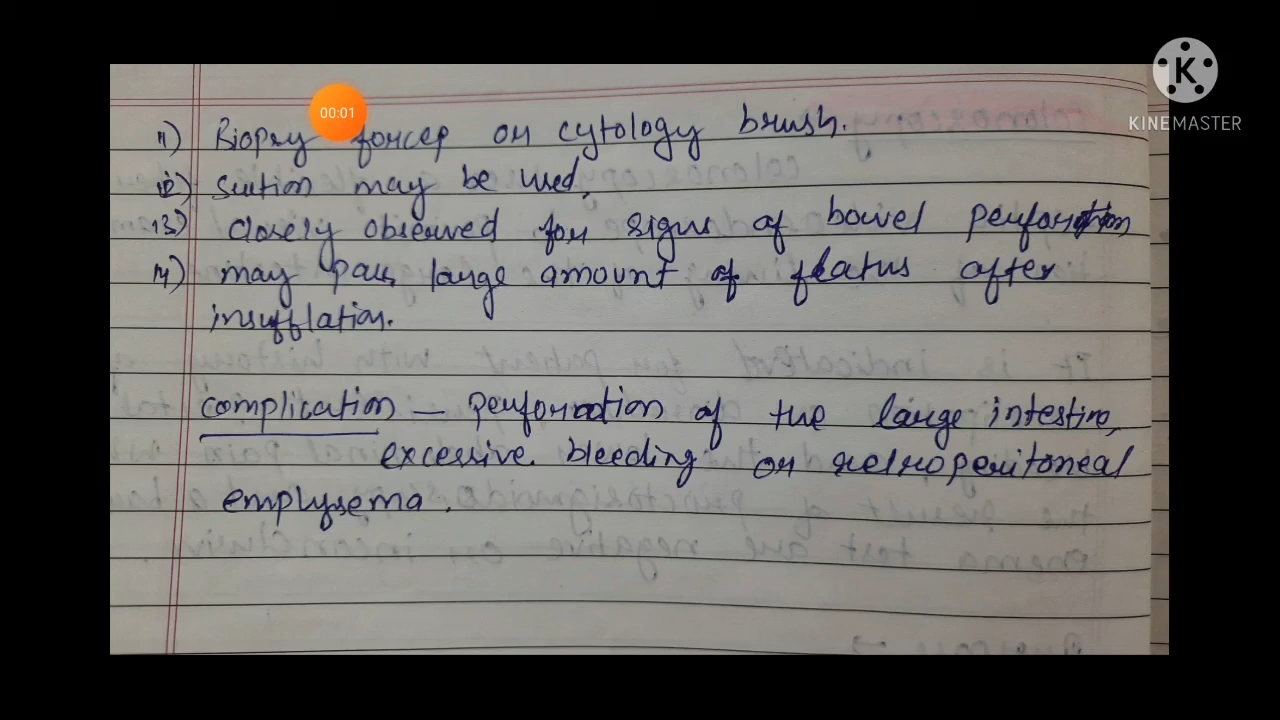 00:01
K
KINEMASTER
11) Biopsy forcep or cytology brush.
12) Suction may be used.
13) closely observed for signs of bowel perforation
14) may pass large amount of flatus after
insufflation.
complication — perforation of the large intestine,
excessive. bleeding or retroperitoneal
emplysema.